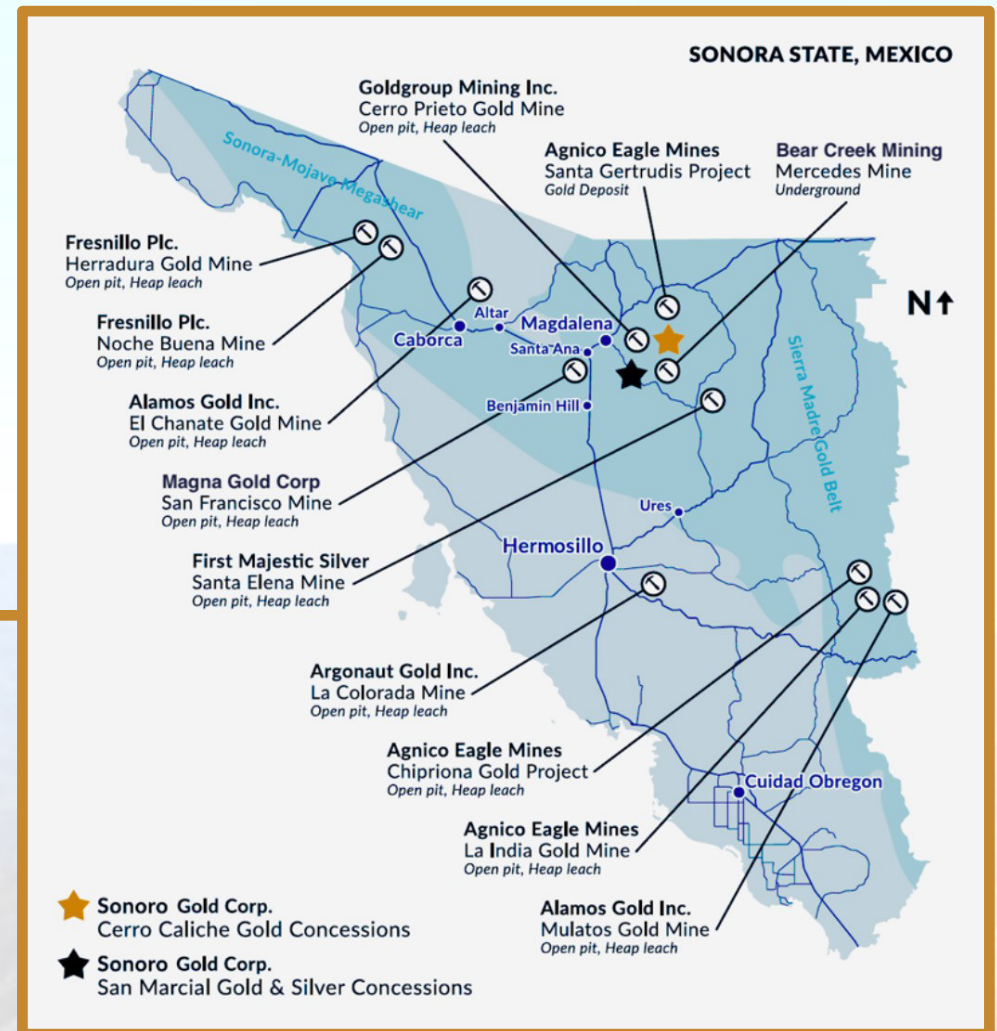 SONORA STATE, MEXICO
Goldgroup Mining Inc.
Cerro Prieto Gold Mine
Open pit, Heap leach
Agnico Eagle Mines
Santa Gertrudis Project
Gold Deposit
Bear Creek Mining
Mercedes Mine
Underground
Sonora-Mojave Megashear
Fresnillo Plc.
Herradura Gold Mine
Open pit, Heap leach
N
Fresnillo Plc.
Noche Buena Mine
Open pit, Heap leach
Altar
Caborca
Magdalena
Santa Ana
Benjamin Hill
Sierra Madre Gold Belt
Alamos Gold Inc.
El Chanate Gold Mine
Open pit, Heap leach
Magna Gold Corp
San Francisco Mine
Open pit, Heap leach
Ures
Hermosillo
First Majestic Silver
Santa Elena Mine
Open pit, Heap leach
Argonaut Gold Inc.
La Colorada Mine
Open pit, Heap leach
Agnico Eagle Mines
Chipriona Gold Project
Open pit, Heap leach
Cuidad Obregon
Agnico Eagle Mines
La India Gold Mine
Open pit, Heap leach
Alamos Gold Inc.
Mulatos Gold Mine
Open pit, Heap leach
Sonoro Gold Corp.
Cerro Caliche Gold Concessions
Sonoro Gold Corp.
San Marcial Gold & Silver Concessions